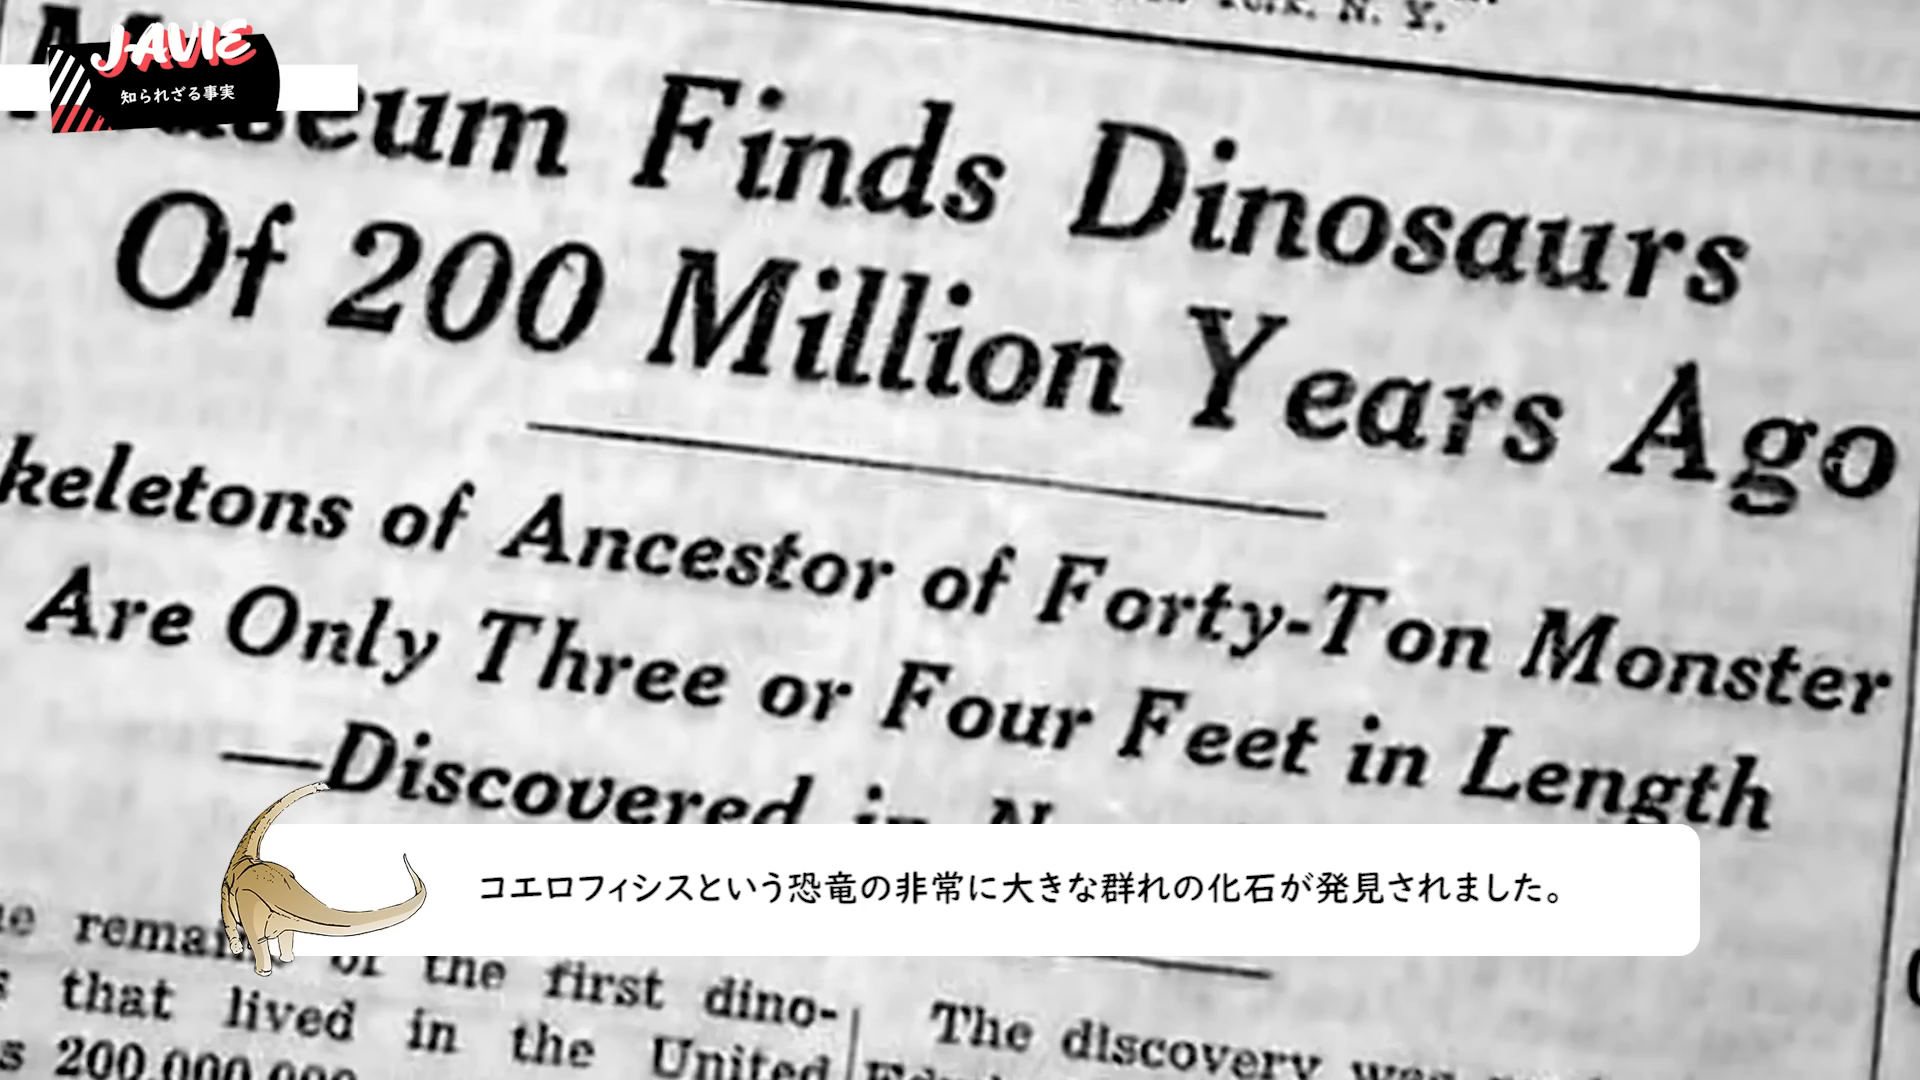 JAVIE
知られざる事実
York, N. Y.
Museum Finds Dinosaurs
Of 200 Million Years Ago
keletons of Ancestor of Forty-Ton Monster
Are Only Three or Four Feet in Length
—Discovered in
コエロフィシスという恐竜の非常に大きな群れの化石が発見されました。
remains of the first dino-
that lived in the United
200,000,000
The discovery was